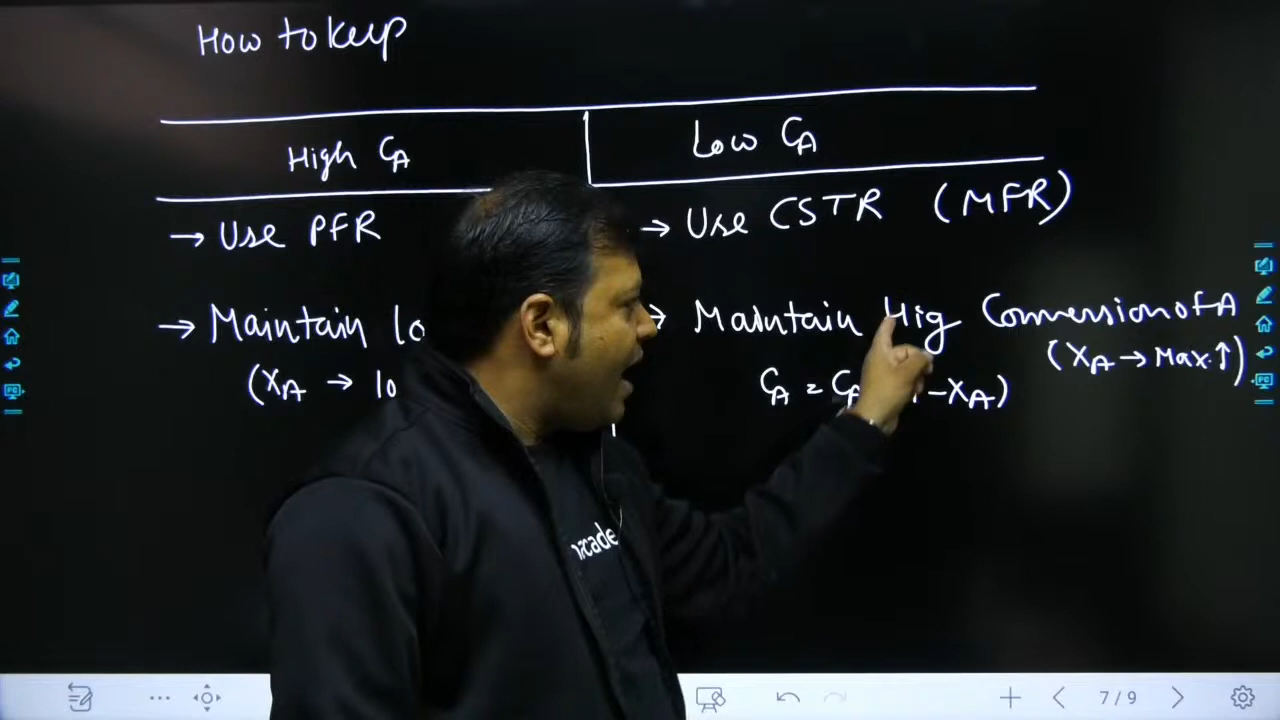 How to keep
High CA
Low CA
→ Use PFR
→ Use CSTR (MFR)
→ Maintain lo
→ Maintain Hig Conversion of A
(XA → lo
(XA → Max.↑)
CA = CA -XA)
7/9